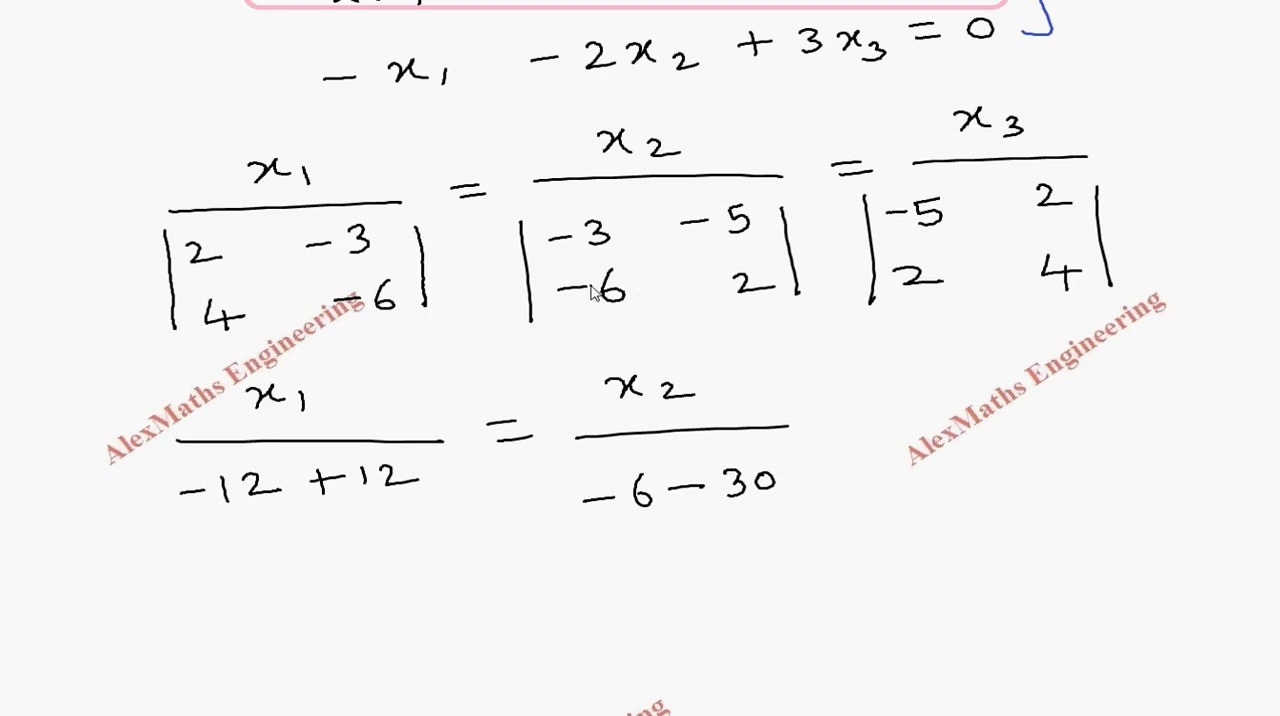 - x₁ - 2x₂ + 3x₃ = 0
x₁ = x₂ = x₃
2 -3 -3 -5 -5 2
4 -6 -6 2 2 4
AlexMaths Engineering AlexMaths Engineering
x₁ = x₂
-12 +12 -6 - 30